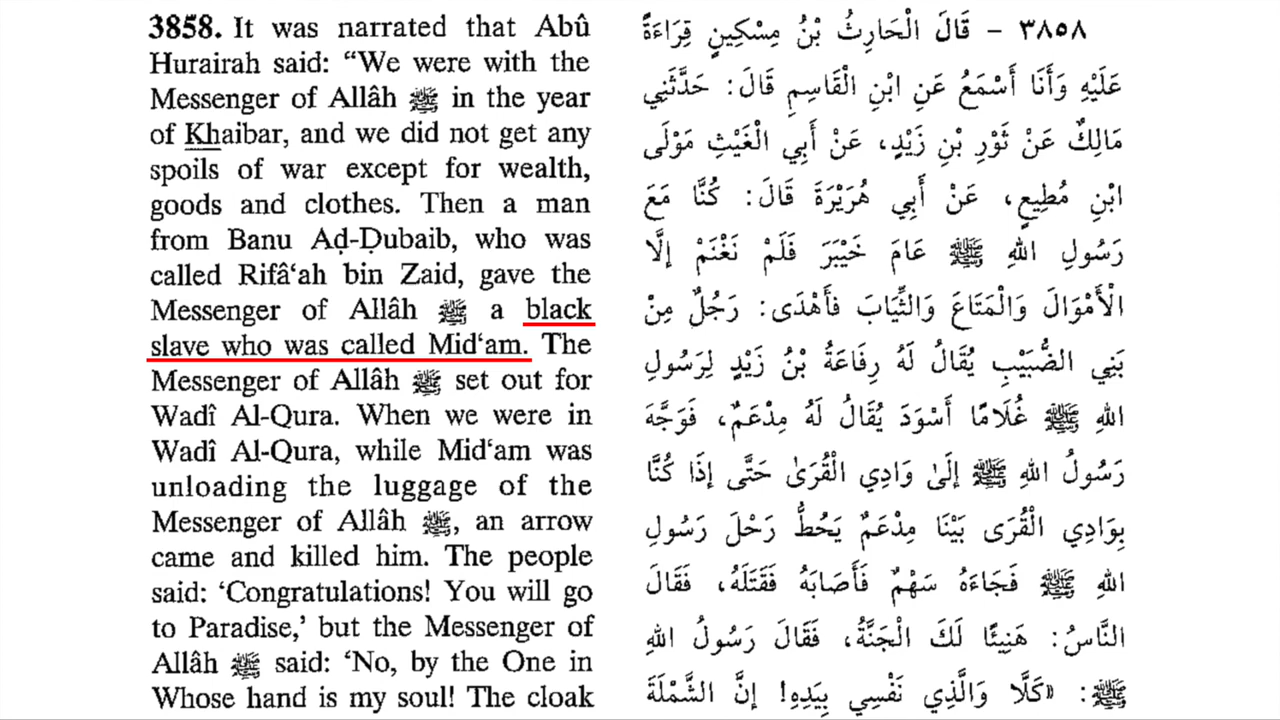 3858. It was narrated that Abû
Hurairah said: “We were with the
Messenger of Allâh ﷺ in the year
of Khaibar, and we did not get any
spoils of war except for wealth,
goods and clothes. Then a man
from Banu Aḍ-Ḍubaib, who was
called Rifâ‘ah bin Zaid, gave the
Messenger of Allâh ﷺ a black
slave who was called Mid‘am. The
Messenger of Allâh ﷺ set out for
Wadî Al-Qura. When we were in
Wadî Al-Qura, while Mid‘am was
unloading the luggage of the
Messenger of Allâh ﷺ, an arrow
came and killed him. The people
said: ‘Congratulations! You will go
to Paradise,’ but the Messenger of
Allâh ﷺ said: ‘No, by the One in
Whose hand is my soul! The cloak
٣٨٥٨ - قَالَ الْحَارِثُ بْنُ مِسْكِينٍ قِرَاءَةً
عَلَيْهِ وَأَنَا أَسْمَعُ عَنِ ابْنِ الْقَاسِمِ قَالَ: حَدَّثَنِي
مَالِكٌ عَنْ ثَوْرِ بْنِ زَيْدٍ، عَنْ أَبِي الْغَيْثِ مَوْلَى
ابْنِ مُطِيعٍ، عَنْ أَبِي هُرَيْرَةَ قَالَ: كُنَّا مَعَ
رَسُولِ اللهِ ﷺ عَامَ خَيْبَرَ فَلَمْ نَغْنَمْ إلَّا
الْأَمْوَالَ وَالْمَتَاعَ وَالثِّيَابَ فَأَهْدَى: رَجُلٌ مِنْ
بَنِي الضُّبَيْبِ يُقَالُ لَهُ رِفَاعَةُ بْنُ زَيْدٍ لِرَسُولِ
اللهِ ﷺ غُلَامًا أَسْوَدَ يُقَالُ لَهُ مِدْعَمٌ، فَوَجَّهَ
رَسُولُ اللهِ ﷺ إلَىٰ وَادِي الْقُرَىٰ حَتَّى إذَا كُنَّا
بِوَادِي الْقُرَى بَيْنَا مِدْعَمٌ يَحُطُّ رَحْلَ رَسُولِ
اللهِ ﷺ فَجَاءَهُ سَهْمٌ فَأَصَابَهُ فَقَتَلَهُ، فَقَالَ
النَّاسُ: هَنِيئًا لَكَ الْجَنَّةُ، فَقَالَ رَسُولُ اللهِ
ﷺ: «كَلَّا وَالَّذِي نَفْسِي بِيَدِهِ! إنَّ الشَّمْلَةَ